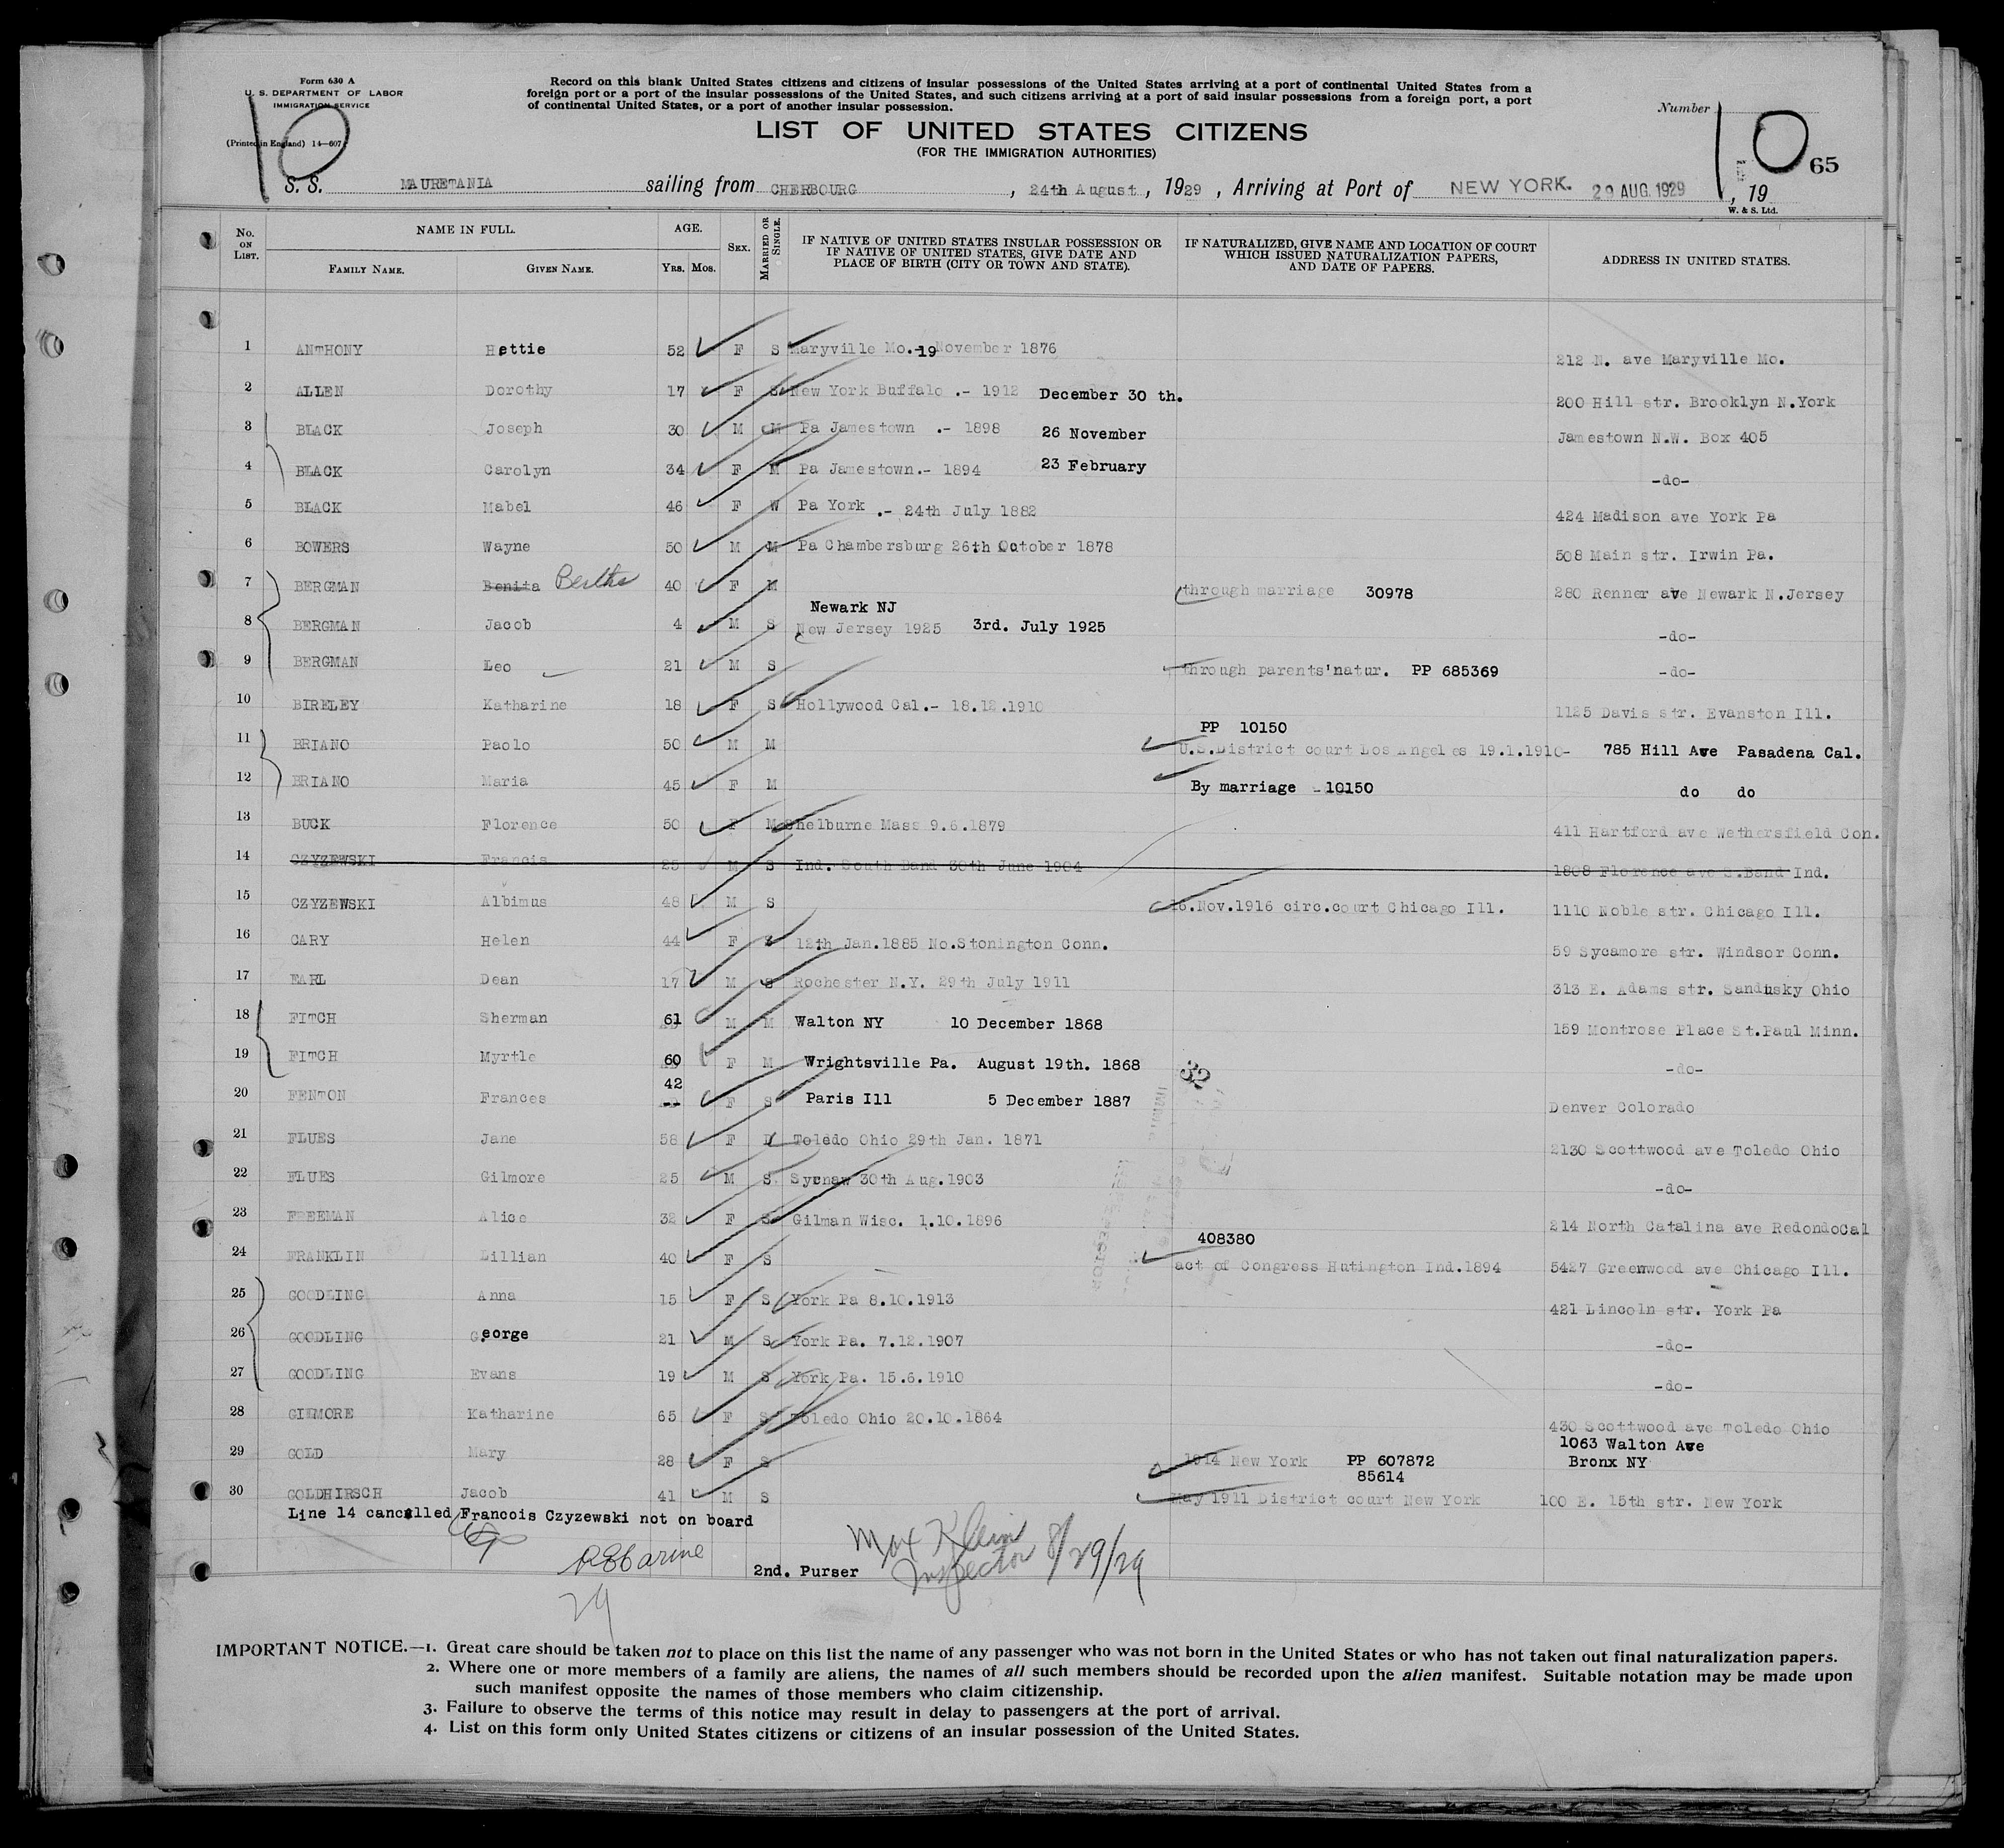 Form 630 A
U. S. DEPARTMENT OF LABOR
IMMIGRATION SERVICE
(Printed in England) 14—607
10
Record on this blank United States citizens and citizens of insular possessions of the United States arriving at a port of continental United States from a
foreign port or a port of the insular possessions of the United States, and such citizens arriving at a port of said insular possessions from a foreign port, a port
of continental United States, or a port of another insular possession.
Number
10
65
LIST OF UNITED STATES CITIZENS
(FOR THE IMMIGRATION AUTHORITIES)
S. S. MAURETANIA sailing from CHERBOURG, 24th August, 1929, Arriving at Port of NEW YORK. 29 AUG. 1929, 19
W. & S. Ltd.
No. ON LIST. NAME IN FULL. FAMILY NAME. GIVEN NAME. AGE. YRS. MOS. SEX. MARRIED OR SINGLE. IF NATIVE OF UNITED STATES INSULAR POSSESSION OR IF NATIVE OF UNITED STATES, GIVE DATE AND PLACE OF BIRTH (CITY OR TOWN AND STATE). IF NATURALIZED, GIVE NAME AND LOCATION OF COURT WHICH ISSUED NATURALIZATION PAPERS, AND DATE OF PAPERS. ADDRESS IN UNITED STATES.
1 ANTHONY Hettie 52 F S Maryville Mo.-19 November 1876 212 N. ave Maryville Mo.
2 ALLEN Dorothy 17 F S New York Buffalo .- 1912 December 30 th. 200 Hill str. Brooklyn N.York
3 BLACK Joseph 30 M M Pa Jamestown .- 1898 26 November Jamestown N.W. Box 405
4 BLACK Carolyn 34 F M Pa Jamestown.- 1894 23 February -do-
5 BLACK Mabel 46 F W Pa York .- 24th July 1882 424 Madison ave York Pa
6 BOWERS Wayne 50 M M Pa Chambersburg 26th October 1878 508 Main str. Irwin Pa.
7 BERGMAN Benita Bertha 40 F M through marriage 30978 280 Renner ave Newark N.Jersey
8 BERGMAN Jacob 4 M S Newark NJ New Jersey 1925 3rd. July 1925 -do-
9 BERGMAN Leo 21 M S through parents'natur. PP 685369 -do-
10 BIRELEY Katharine 18 F S Hollywood Cal.- 18.12.1910 1125 Davis str. Evanston Ill.
11 BRIANO Paolo 50 M M PP 10150 U.S.District court Los Angeles 19.1.1910- 785 Hill Ave Pasadena Cal.
12 BRIANO Maria 45 F M By marriage -10150 do do
13 BUCK Florence 50 F M Shelburne Mass 9.6.1879 411 Hartford ave Wethersfield Con.
14 CZYZEWSKI Francis 25 M S Ind. South Band 30th June 1904 1808 Florence ave S.Band Ind.
15 CZYZEWSKI Albimus 48 M S 16.Nov.1916 circ.court Chicago Ill. 1110 Noble str. Chicago Ill.
16 CARY Helen 44 F S 12th Jan.1885 No.Stonington Conn. 59 Sycamore str. Windsor Conn.
17 EARL Dean 17 M S Rochester N.Y. 29th July 1911 313 E. Adams str. Sandusky Ohio
18 FITCH Sherman 61 M M Walton NY 10 December 1868 159 Montrose Place St.Paul Minn.
19 FITCH Myrtle 60 F M Wrightsville Pa. August 19th. 1868 -do-
20 FENTON Frances 42 F S Paris Ill 5 December 1887 Denver Colorado
21 FLUES Jane 58 F Toledo Ohio 29th Jan. 1871 2130 Scottwood ave Toledo Ohio
22 FLUES Gilmore 25 M S 30th Aug.1903 -do-
23 FREEMAN Alice 32 F S Gilman Wisc. 1.10.1896 214 North Catalina ave RedondoCal
24 FRANKLIN Lillian 40 F S 408380 act of Congress Hutington Ind.1894 5427 Greenwood ave Chicago Ill.
25 GOODLING Anna 15 F S York Pa 8.10.1913 421 Lincoln str. York Pa
26 GOODLING George 21 M S York Pa. 7.12.1907 -do-
27 GOODLING Evans 19 M S York Pa. 15.6.1910 -do-
28 GILMORE Katharine 65 F S Toledo Ohio 20.10.1864 430 Scottwood ave Toledo Ohio
29 GOLD Mary 28 F S 1914 New York PP 607872 1063 Walton Ave Bronx NY
30 GOLDHIRSCH Jacob 41 M S 85614 May 1911 District court New York 100 E. 15th str. New York
Line 14 cancelled Francois Czyzewski not on board
2nd. Purser
Max Klein
Inspector 8/29/29
29
IMPORTANT NOTICE.—1. Great care should be taken not to place on this list the name of any passenger who was not born in the United States or who has not taken out final naturalization papers.
2. Where one or more members of a family are aliens, the names of all such members should be recorded upon the alien manifest. Suitable notation may be made upon
such manifest opposite the names of those members who claim citizenship.
3. Failure to observe the terms of this notice may result in delay to passengers at the port of arrival.
4. List on this form only United States citizens or citizens of an insular possession of the United States.